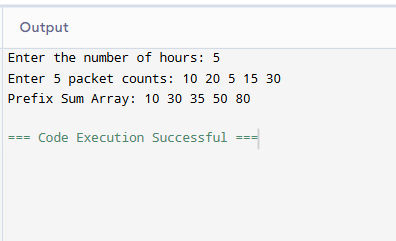 Output
Enter the number of hours: 5
Enter 5 packet counts: 10 20 5 15 30
Prefix Sum Array: 10 30 35 50 80
=== Code Execution Successful ===